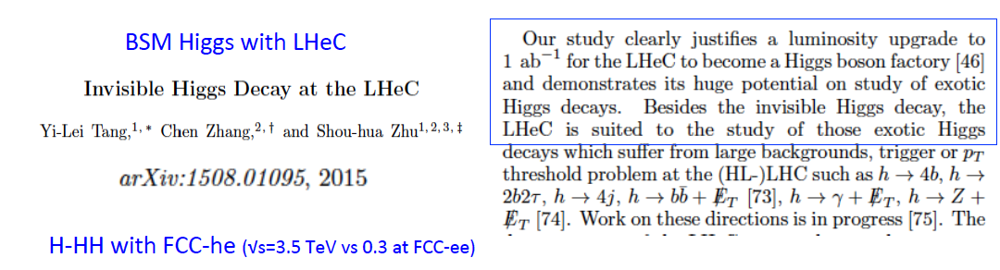 BSM Higgs with LHeC
Invisible Higgs Decay at the LHeC
Yi-Lei Tang,¹,* Chen Zhang,²,† and Shou-hua Zhu¹,²,³,‡
arXiv:1508.01095, 2015
H-HH with FCC-he (√s=3.5 TeV vs 0.3 at FCC-ee)
Our study clearly justifies a luminosity upgrade to
1 ab⁻¹ for the LHeC to become a Higgs boson factory [46]
and demonstrates its huge potential on study of exotic
Higgs decays. Besides the invisible Higgs decay, the
LHeC is suited to the study of those exotic Higgs
decays which suffer from large backgrounds, trigger or pT
threshold problem at the (HL-)LHC such as h → 4b, h →
2b2τ, h → 4j, h → bb̄ + E̸T [73], h → γ + E̸T, h → Z +
E̸T [74]. Work on these directions is in progress [75]. The